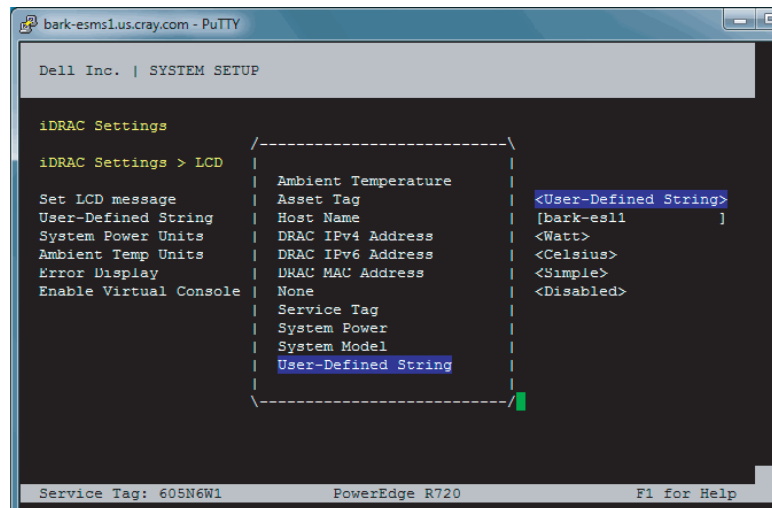 bark-esms1.us.cray.com - PuTTY
Dell Inc. | SYSTEM SETUP
iDRAC Settings
iDRAC Settings > LCD
Set LCD message <User-Defined String>
User-Defined String [bark-esl1 ]
System Power Units <Watt>
Ambient Temp Units <Celsius>
Error Display <Simple>
Enable Virtual Console <Disabled>
Ambient Temperature
Asset Tag
Host Name
DRAC IPv4 Address
DRAC IPv6 Address
DRAC MAC Address
None
Service Tag
System Power
System Model
User-Defined String
Service Tag: 605N6W1 PowerEdge R720 F1 for Help